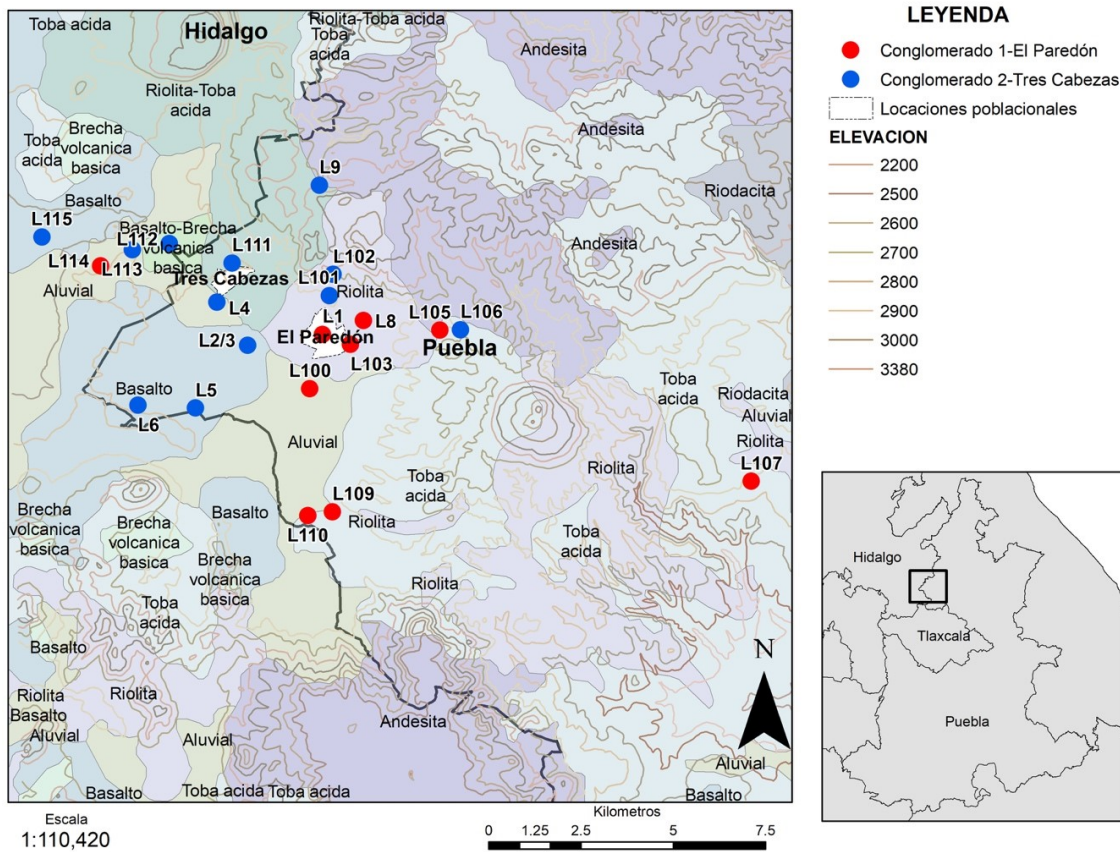 Toba acida
Hidalgo
Riolita-Toba
acida
Toba
acida
Andesita
Riolita-Toba
acida
Toba
acida
Brecha
volcanica
basica
Andesita
L9
Riodacita
Basalto
L115
L112
Basalto-Brecha
volcanica
basica
L111
L114
L113
Tres Cabezas
L102
L101
Andesita
Aluvial
Riolita
L4
L1
L8
L105
L106
L2/3
El Paredón
Puebla
L103
L100
Toba
acida
Basalto
L5
L6
Riodacita
Aluvial
Aluvial
Riolita
L107
Toba
acida
Riolita
L109
L110
Riolita
Basalto
Brecha
volcanica
basica
Brecha
volcanica
basica
Brecha
volcanica
basica
Toba
acida
Toba
acida
Riolita
Basalto
Riolita
Basalto
Aluvial
Riolita
Aluvial
Andesita
Basalto
Toba acida
Toba acida
Aluvial
Basalto
N
Escala
1:110,420
Kilometros
0 1.25 2.5 5 7.5
LEYENDA
Conglomerado 1-El Paredón
Conglomerado 2-Tres Cabezas
Locaciones poblacionales
ELEVACION
2200
2500
2600
2700
2800
2900
3000
3380
Hidalgo
Tlaxcala
Puebla